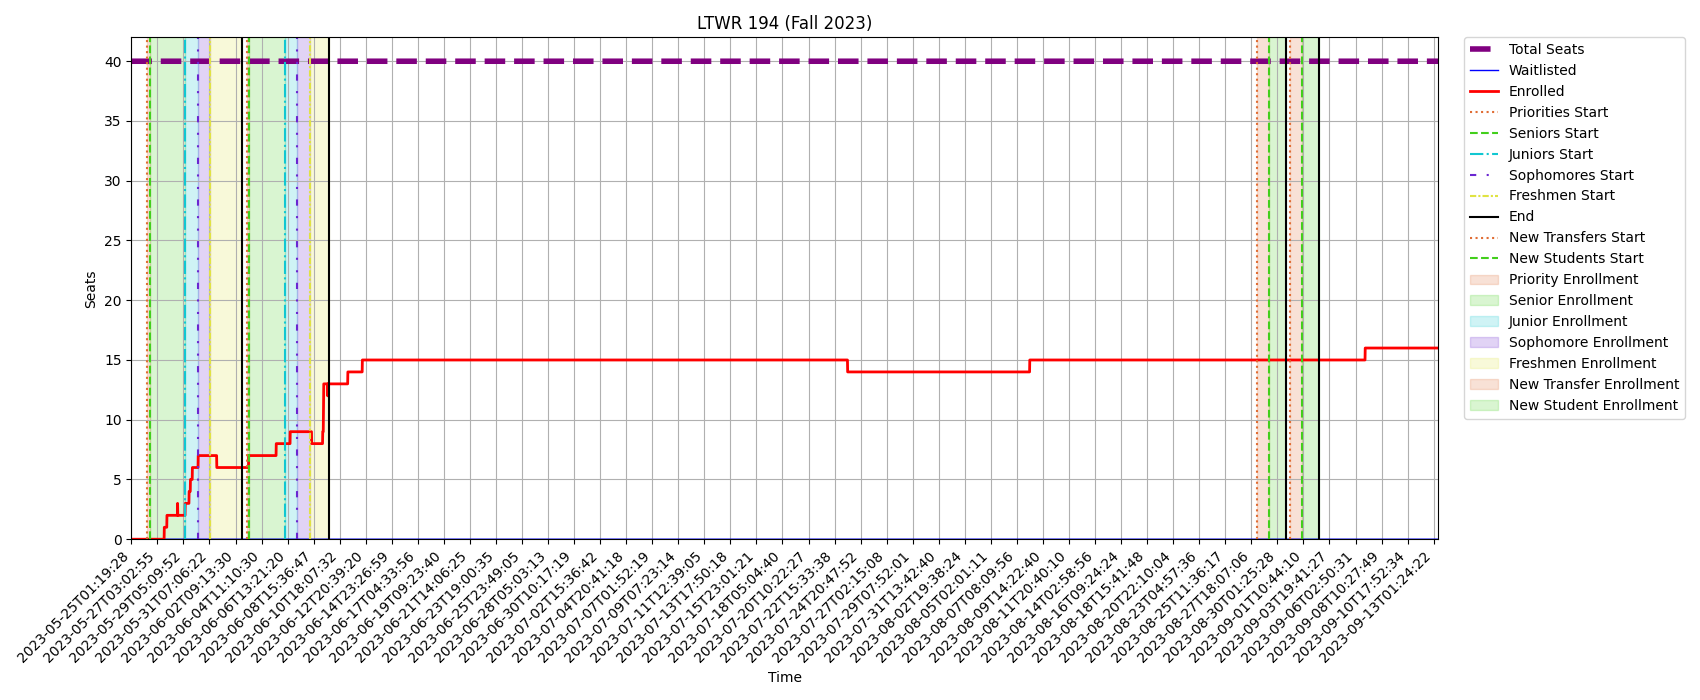 LTWR 194 (Fall 2023)
Seats
40
35
30
25
20
15
10
5
0
2023-05-25T01:19:28
2023-05-27T03:02:55
2023-05-29T05:09:52
2023-05-31T07:06:22
2023-06-02T09:13:30
2023-06-04T11:10:30
2023-06-06T13:21:20
2023-06-08T15:36:47
2023-06-10T18:07:32
2023-06-12T20:39:20
2023-06-14T23:26:59
2023-06-17T04:33:56
2023-06-19T09:23:40
2023-06-21T14:06:25
2023-06-23T19:00:35
2023-06-25T23:49:05
2023-06-28T05:03:13
2023-06-30T10:17:19
2023-07-02T15:36:42
2023-07-04T20:41:18
2023-07-07T01:52:19
2023-07-09T07:23:14
2023-07-11T12:39:05
2023-07-13T17:50:18
2023-07-15T23:01:21
2023-07-18T05:04:40
2023-07-20T10:22:27
2023-07-22T15:33:38
2023-07-24T20:47:52
2023-07-27T02:15:08
2023-07-29T07:52:01
2023-07-31T13:42:40
2023-08-02T19:38:24
2023-08-05T02:01:11
2023-08-07T08:09:56
2023-08-09T14:22:40
2023-08-11T20:40:10
2023-08-14T02:58:56
2023-08-16T09:24:24
2023-08-18T15:41:48
2023-08-20T22:10:04
2023-08-23T04:57:36
2023-08-25T11:36:17
2023-08-27T18:07:06
2023-08-30T01:25:28
2023-09-01T10:44:10
2023-09-03T19:41:27
2023-09-06T02:50:31
2023-09-08T10:27:49
2023-09-10T17:52:34
2023-09-13T01:24:22
Time
Total Seats
Waitlisted
Enrolled
Priorities Start
Seniors Start
Juniors Start
Sophomores Start
Freshmen Start
End
New Transfers Start
New Students Start
Priority Enrollment
Senior Enrollment
Junior Enrollment
Sophomore Enrollment
Freshmen Enrollment
New Transfer Enrollment
New Student Enrollment